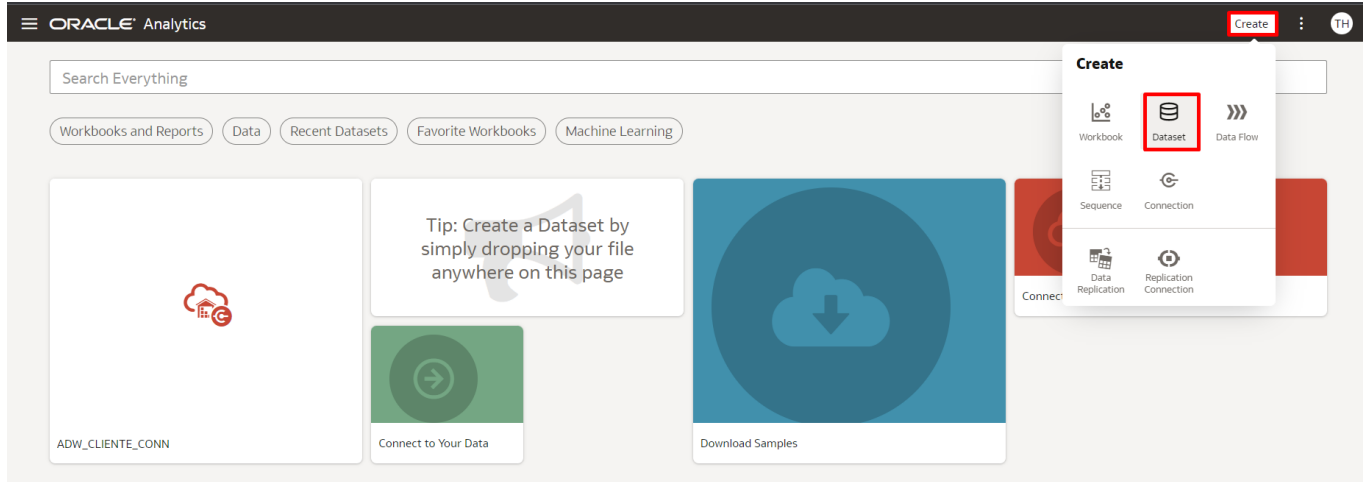 ORACLE Analytics
Create
TH
Search Everything
Workbooks and Reports
Data
Recent Datasets
Favorite Workbooks
Machine Learning
Create
Workbook
Dataset
Data Flow
Sequence
Connection
Data
Replication
Replication
Connection
Tip: Create a Dataset by
simply dropping your file
anywhere on this page
ADW_CLIENTE_CONN
Connect to Your Data
Download Samples